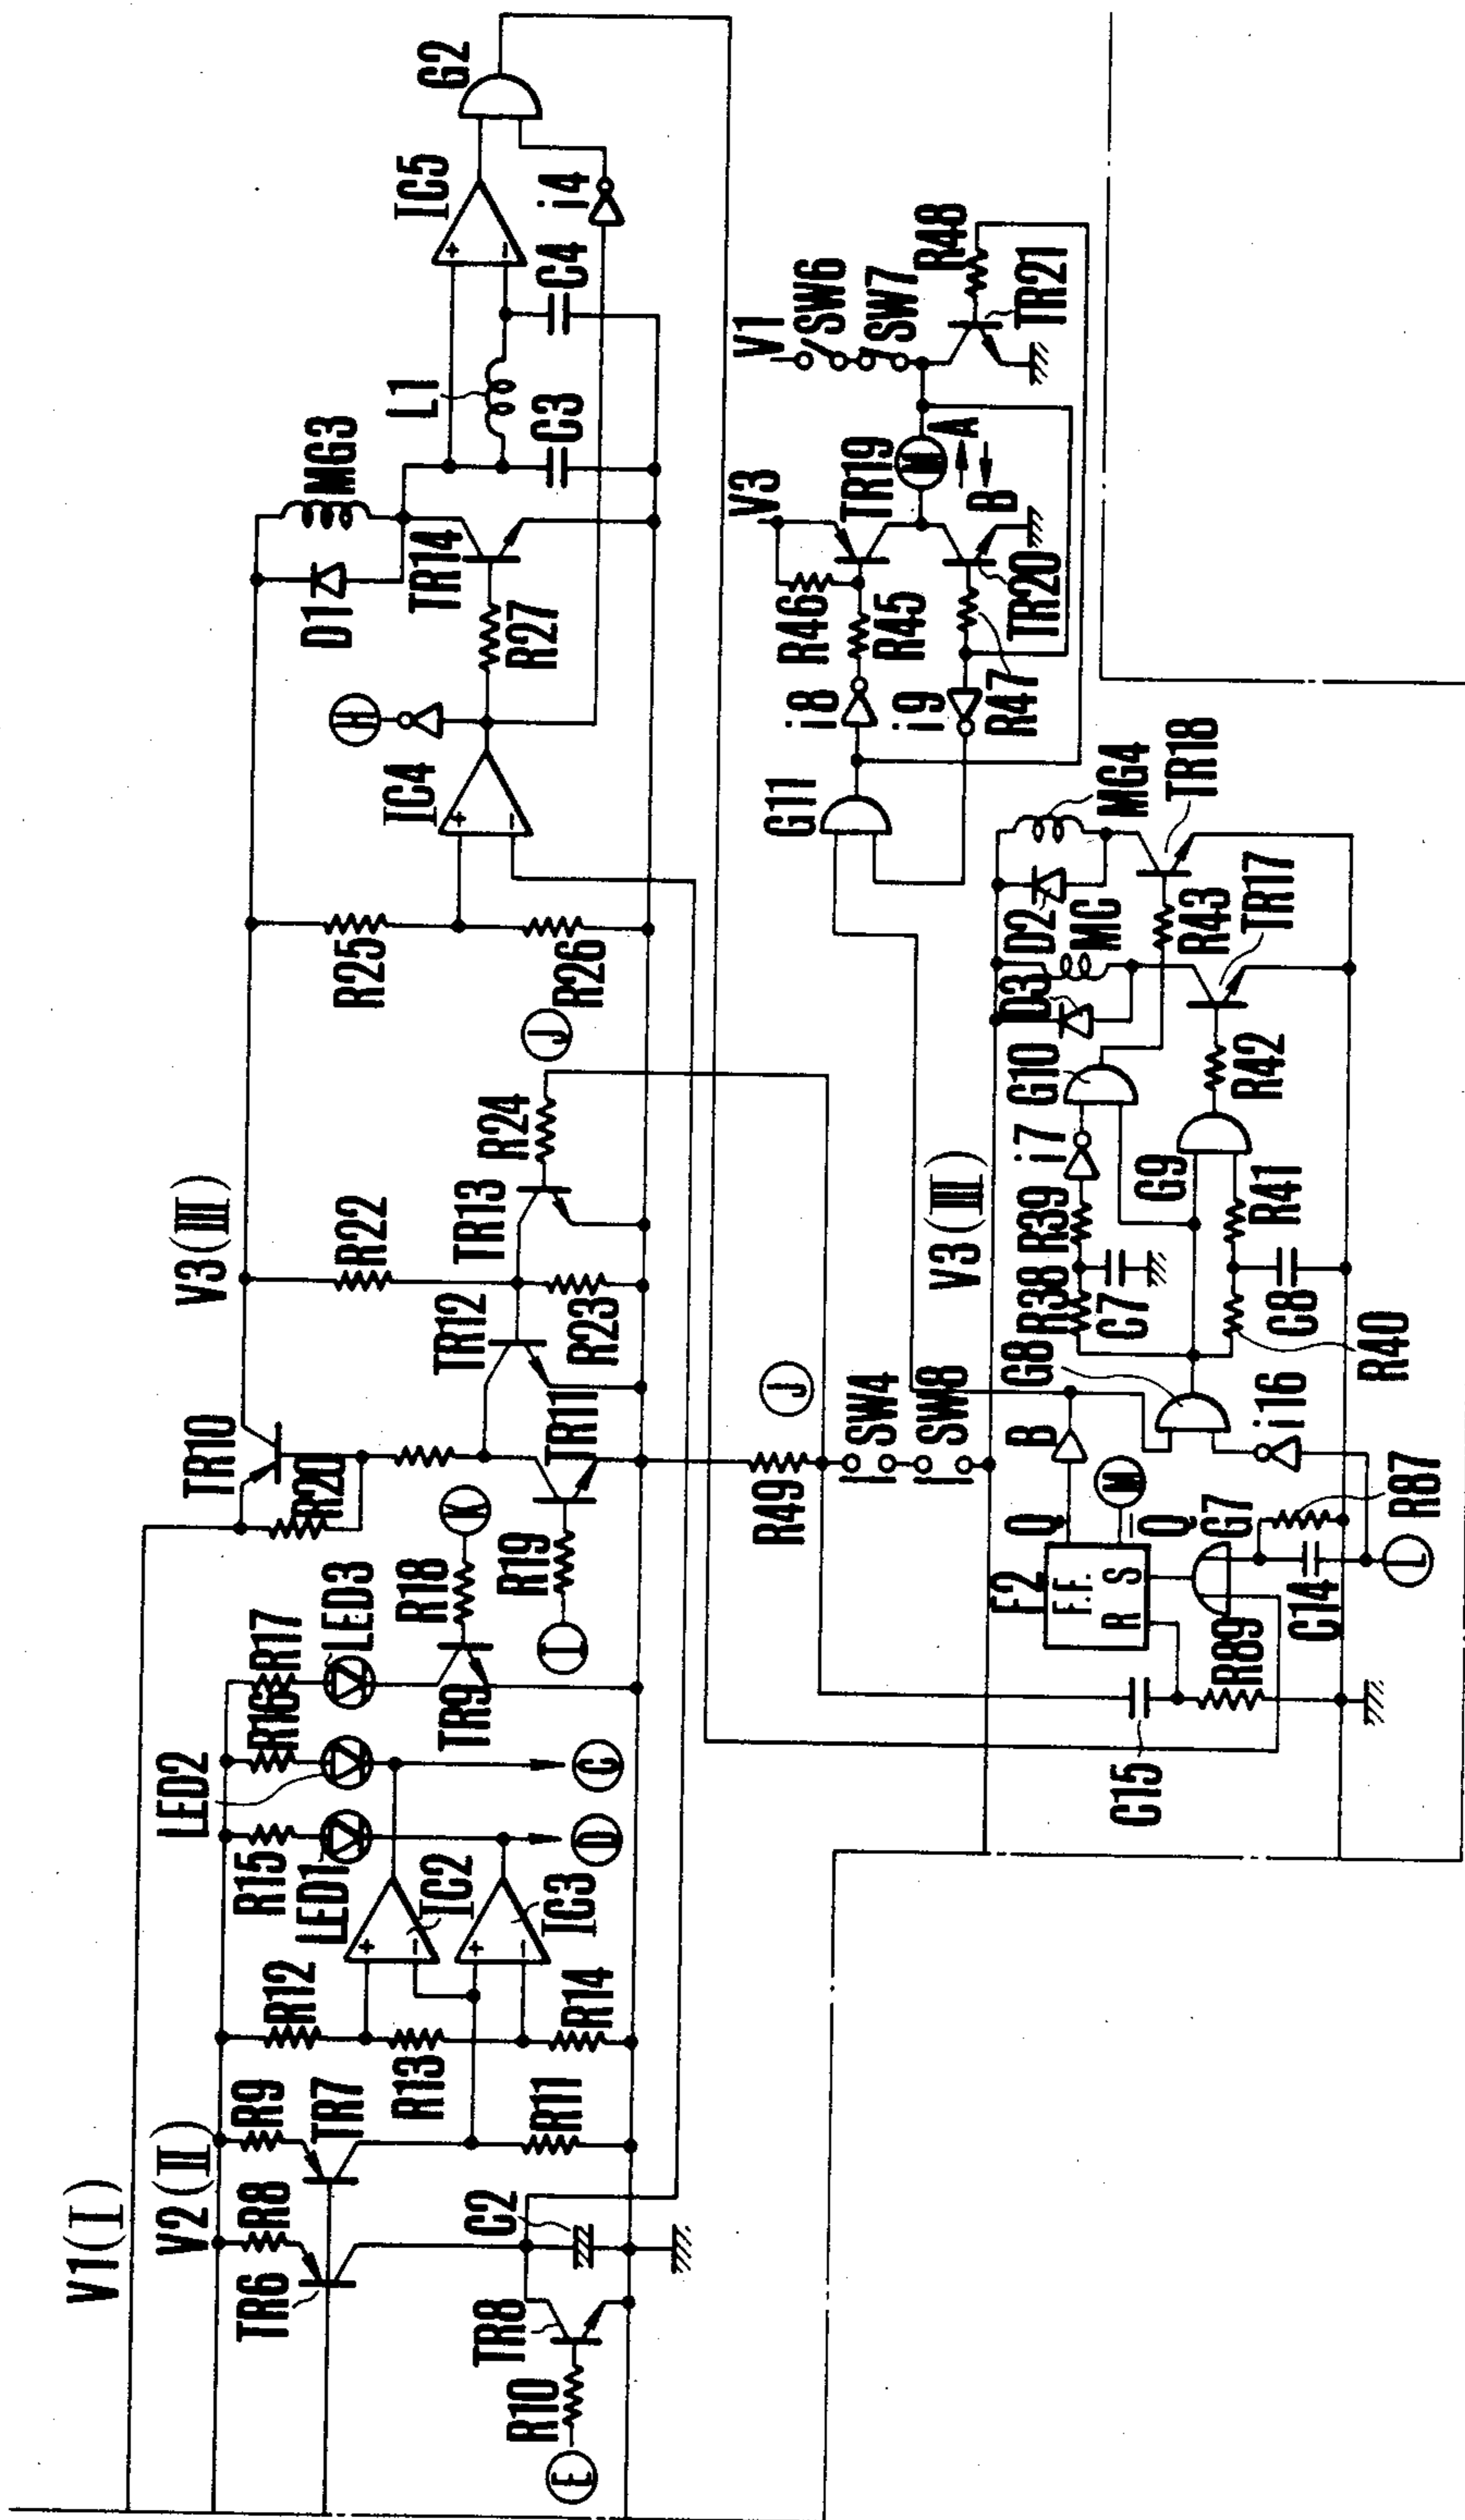 V1(I)
V2(II)
TR6
R8
R9
TR7
R10
E
TR8
C2
R11
R12
R13
R14
R15
LED1
LED2
R16
R17
LED3
+
-
IC2
+
-
IC3
D
C
TR9
R18
K
I
R19
R20
TR10
TR11
TR12
V3(III)
R22
R23
TR13
R24
J
R25
R26
+
-
IC4
H
R27
D1
TR14
MG3
L1
C3
C4
+
-
IC5
i4
G2
R49
J
SW4
SW8
V3(III)
C15
R89
F2
F.F.
R S
Q
Q̅
M
B
G7
C14
R87
L
i16
G8
R38
R39
C7
R40
C8
R41
i7
G9
G10
R42
D3
MC
D2
R43
TR17
MG4
TR18
G11
i8
i9
R45
R46
R47
V3
TR19
TR20
M
A
B
V1
SW6
SW7
R48
TR21